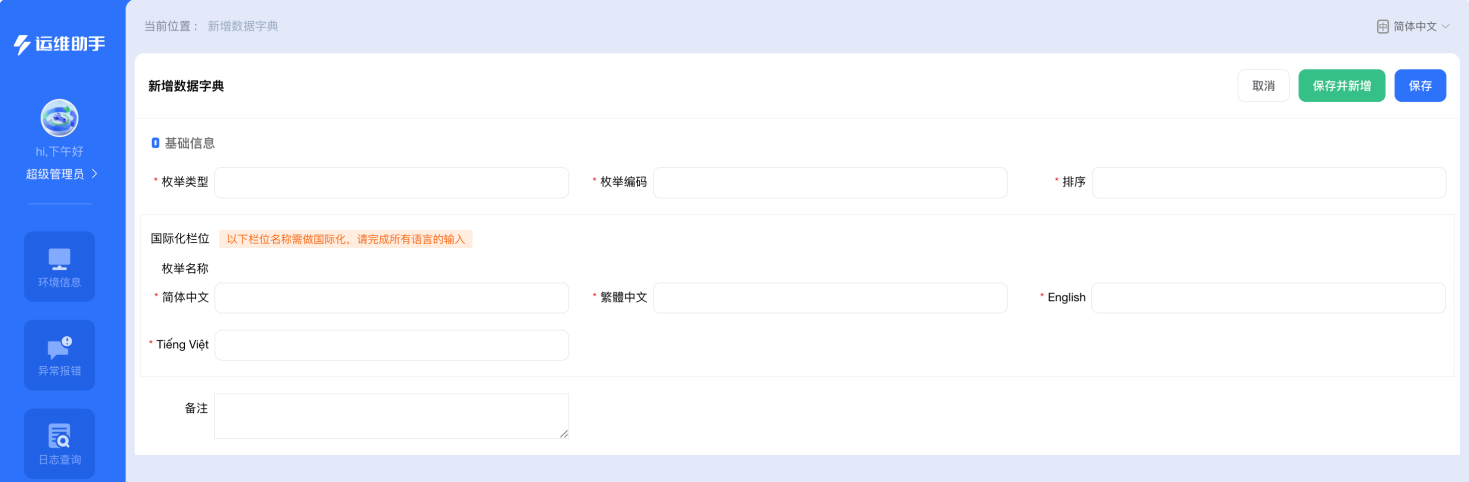 运维助手
hi,下午好
超级管理员
环境信息
异常报错
日志查询
当前位置： 新增数据字典
简体中文
新增数据字典
取消 保存并新增 保存
基础信息
* 枚举类型 * 枚举编码 * 排序
国际化栏位 以下栏位名称需做国际化，请完成所有语言的输入
枚举名称
* 简体中文 * 繁體中文 * English
* Tiếng Việt
备注